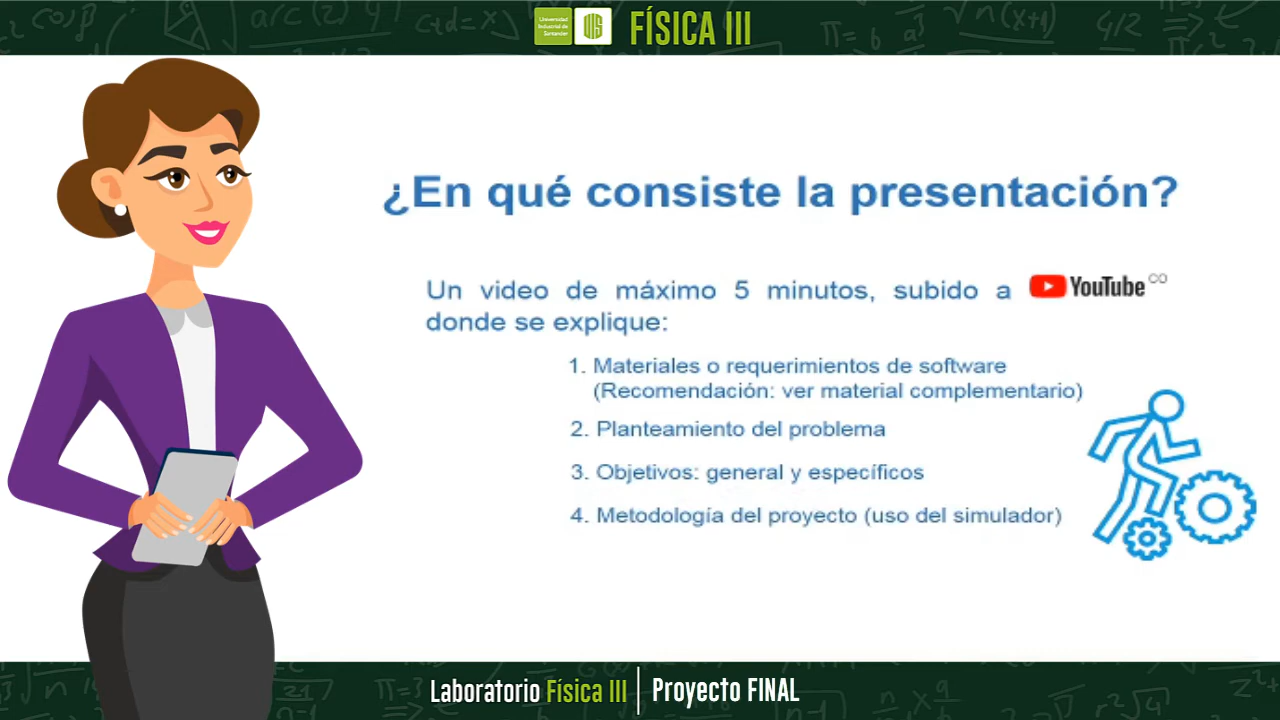 Universidad
Industrial de
Santander
UIS
FÍSICA III
¿En qué consiste la presentación?
Un video de máximo 5 minutos, subido a YouTube CO
donde se explique:
1. Materiales o requerimientos de software
(Recomendación: ver material complementario)
2. Planteamiento del problema
3. Objetivos: general y específicos
4. Metodología del proyecto (uso del simulador)
Laboratorio Física III | Proyecto FINAL